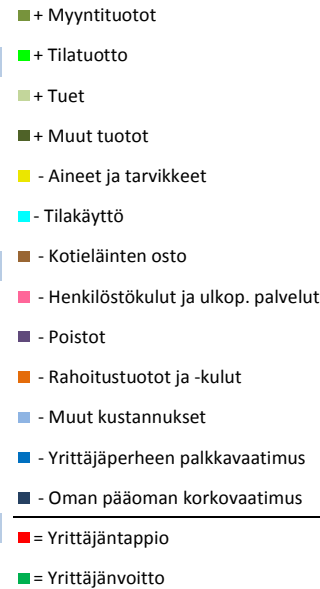 + Myyntituotot
+ Tilatuotto
+ Tuet
+ Muut tuotot
- Aineet ja tarvikkeet
- Tilakäyttö
- Kotieläinten osto
- Henkilöstökulut ja ulkop. palvelut
- Poistot
- Rahoitustuotot ja -kulut
- Muut kustannukset
- Yrittäjäperheen palkkavaatimus
- Oman pääoman korkovaatimus
= Yrittäjäntappio
= Yrittäjänvoitto